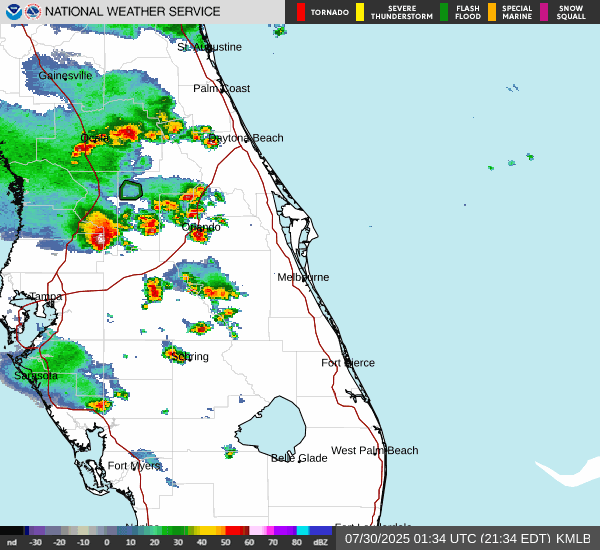 NATIONAL WEATHER SERVICE
TORNADO
SEVERE THUNDERSTORM
FLASH FLOOD
SPECIAL MARINE
SNOW SQUALL
St. Augustine
Gainesville
Palm Coast
Ocala
Daytona Beach
Orlando
Melbourne
Tampa
Sebring
Fort Pierce
Sarasota
West Palm Beach
Belle Glade
Fort Myers
nd -30 -20 -10 0 10 20 30 40 50 60 70 80 dBZ
07/30/2025 01:34 UTC (21:34 EDT) KMLB